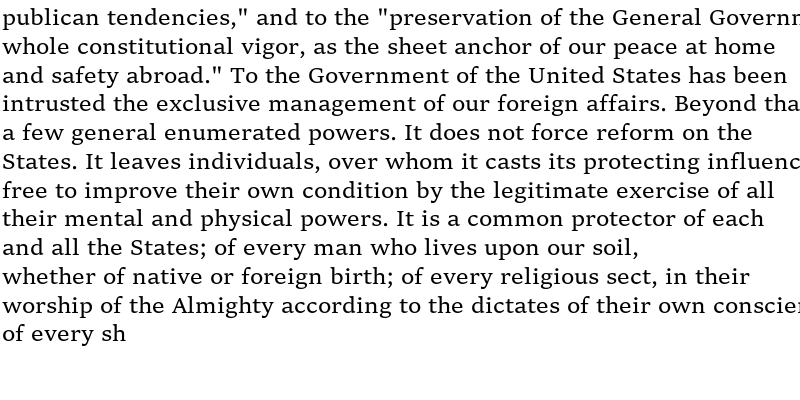 publican tendencies," and to the "preservation of the General Governn
whole constitutional vigor, as the sheet anchor of our peace at home
and safety abroad." To the Government of the United States has been
intrusted the exclusive management of our foreign affairs. Beyond tha
a few general enumerated powers. It does not force reform on the
States. It leaves individuals, over whom it casts its protecting influenc
free to improve their own condition by the legitimate exercise of all
their mental and physical powers. It is a common protector of each
and all the States; of every man who lives upon our soil,
whether of native or foreign birth; of every religious sect, in their
worship of the Almighty according to the dictates of their own conscie
of every sh